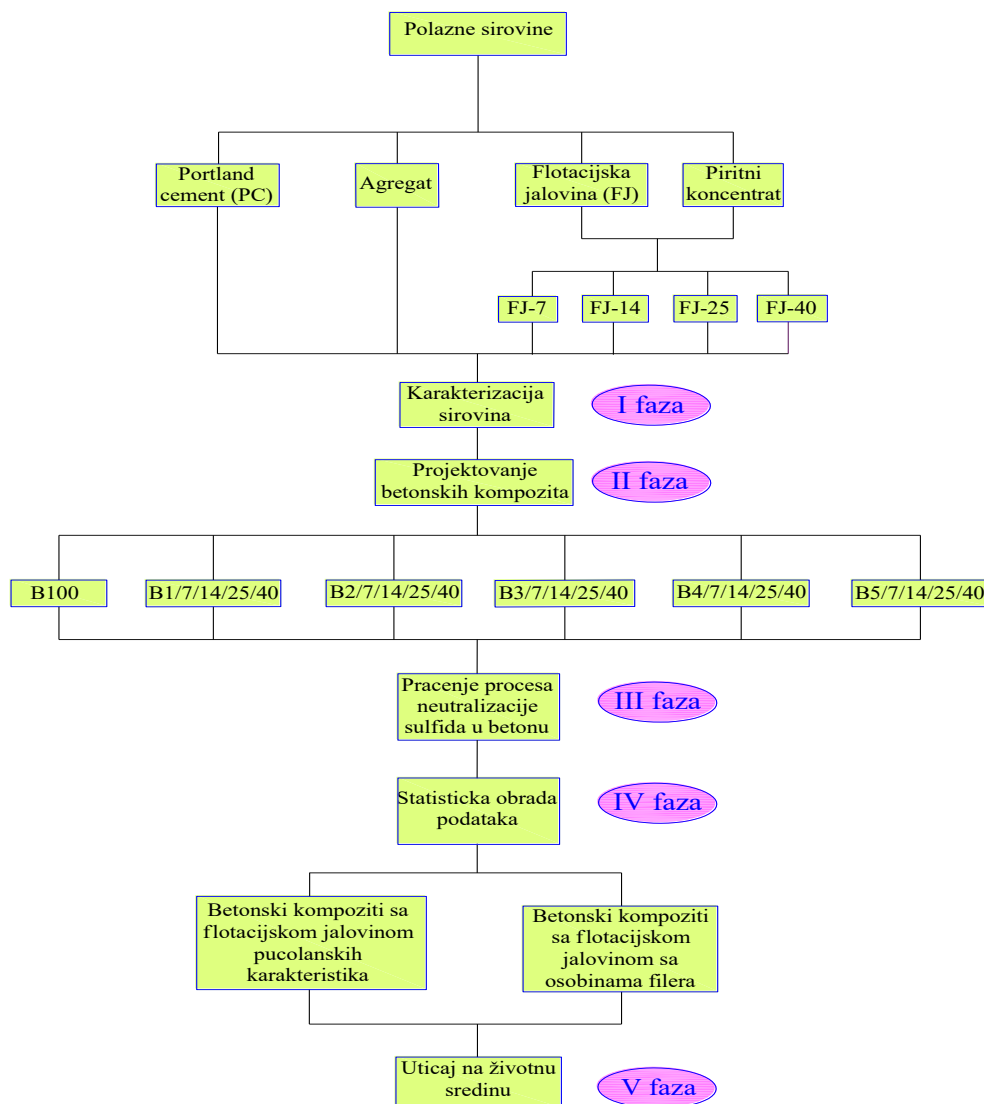 Polazne sirovine
Portland
cement (PC)
Agregat
Flotacijska
jalovina (FJ)
Piritni
koncentrat
FJ-7
FJ-14
FJ-25
FJ-40
Karakterizacija
sirovina
I faza
Projektovanje
betonskih kompozita
II faza
B100
B1/7/14/25/40
B2/7/14/25/40
B3/7/14/25/40
B4/7/14/25/40
B5/7/14/25/40
Pracenje procesa
neutralizacije
sulfida u betonu
III faza
Statisticka obrada
podataka
IV faza
Betonski kompoziti sa
flotacijskom jalovinom
pucolanskih
karakteristika
Betonski kompoziti
sa flotacijskom
jalovinom sa
osobinama filera
Uticaj na životnu
sredinu
V faza